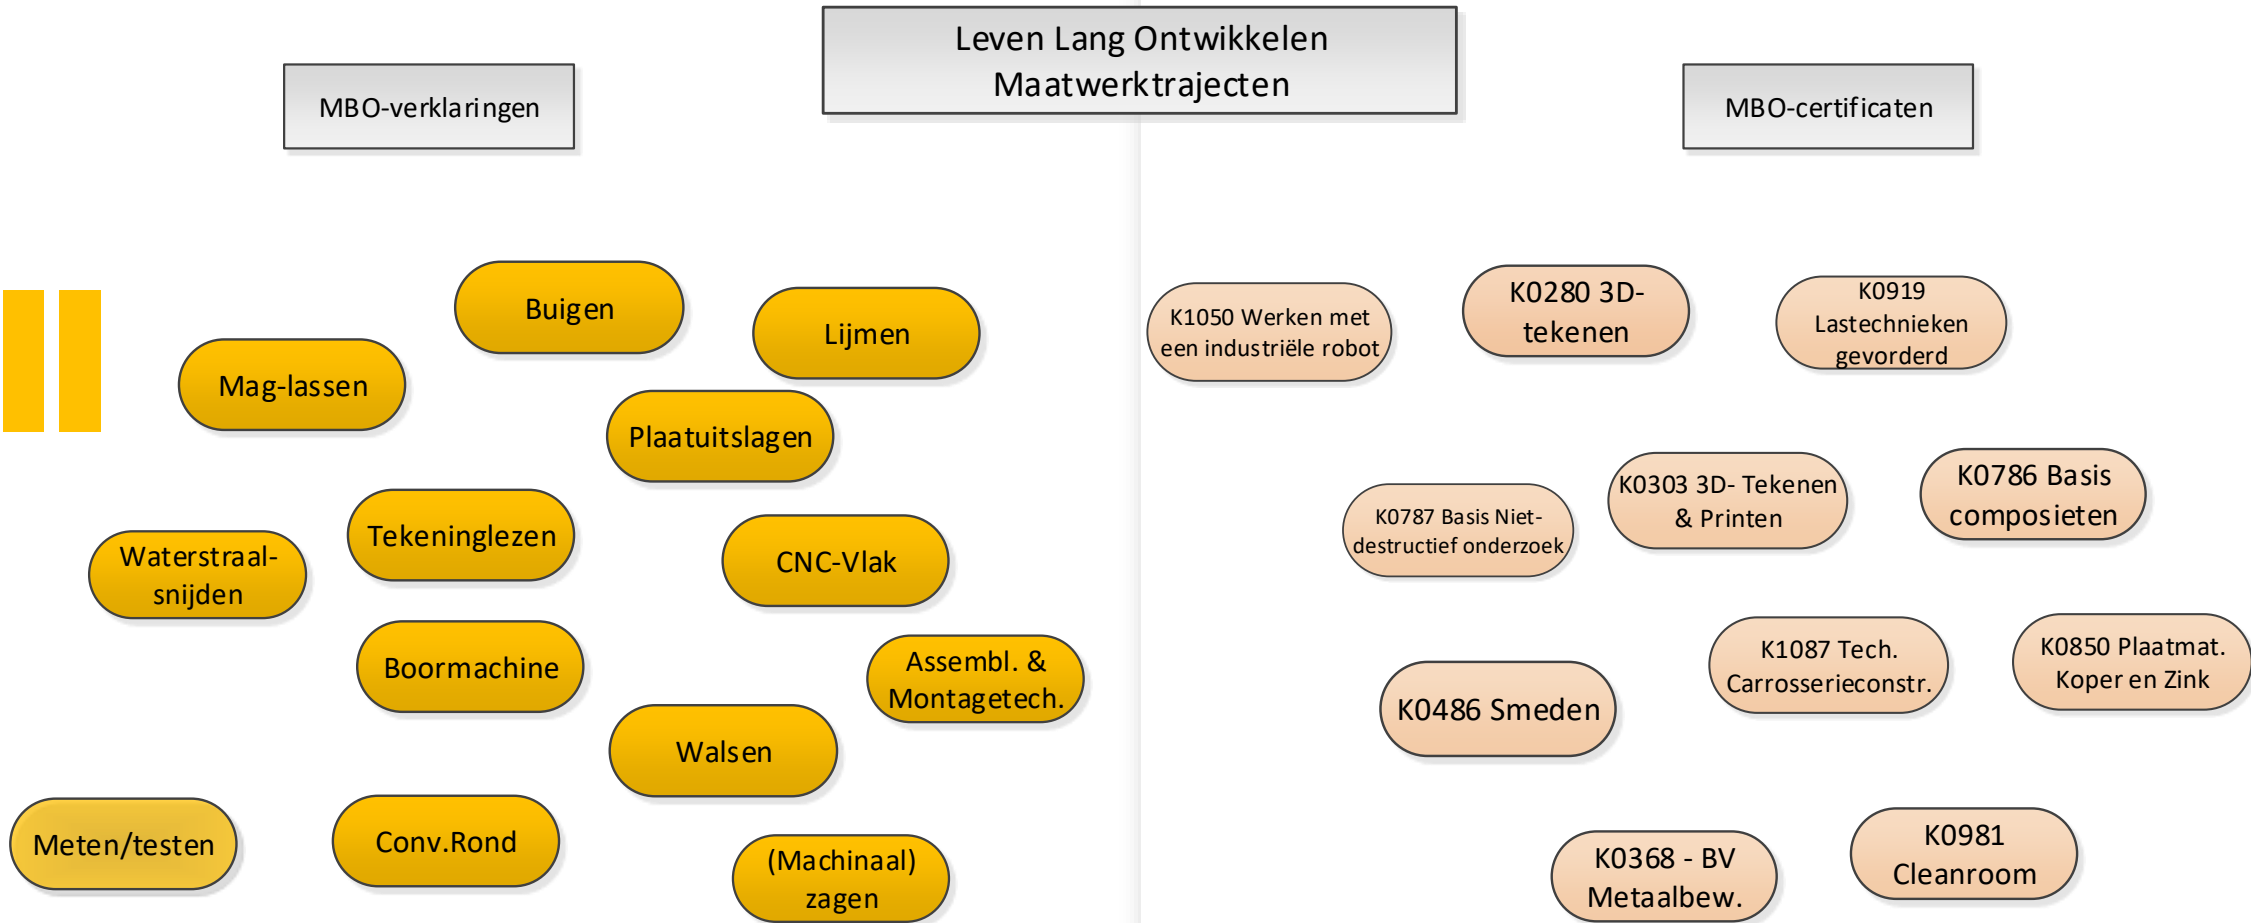 Leven Lang Ontwikkelen
Maatwerktrajecten
MBO-verklaringen
MBO-certificaten
Buigen
Lijmen
Mag-lassen
Plaatuitslagen
Tekeninglezen
Waterstraal-
snijden
CNC-Vlak
Boormachine
Assembl. &
Montagetech.
Walsen
Meten/testen
Conv.Rond
(Machinaal)
zagen
K1050 Werken met
een industriële robot
K0280 3D-
tekenen
K0919
Lastechnieken
gevorderd
K0787 Basis Niet-
destructief onderzoek
K0303 3D- Tekenen
& Printen
K0786 Basis
composieten
K0486 Smeden
K1087 Tech.
Carrosserieconstr.
K0850 Plaatmat.
Koper en Zink
K0368 - BV
Metaalbew.
K0981
Cleanroom